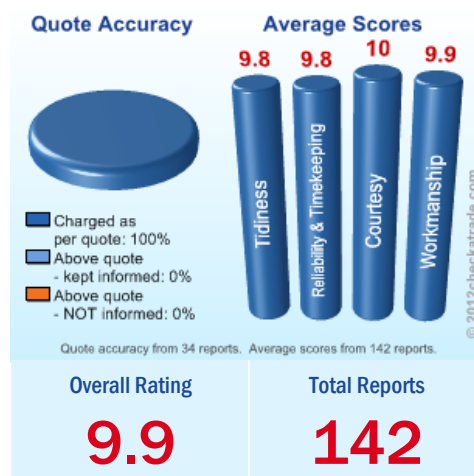 Quote Accuracy
Average Scores
9.8
9.8
10
9.9
Tidiness
Reliability & Timekeeping
Courtesy
Workmanship
Charged as
per quote: 100%
Above quote
- kept informed: 0%
Above quote
- NOT informed: 0%
© 2012checkatrade.com
Quote accuracy from 34 reports. Average scores from 142 reports.
Overall Rating
Total Reports
9.9
142